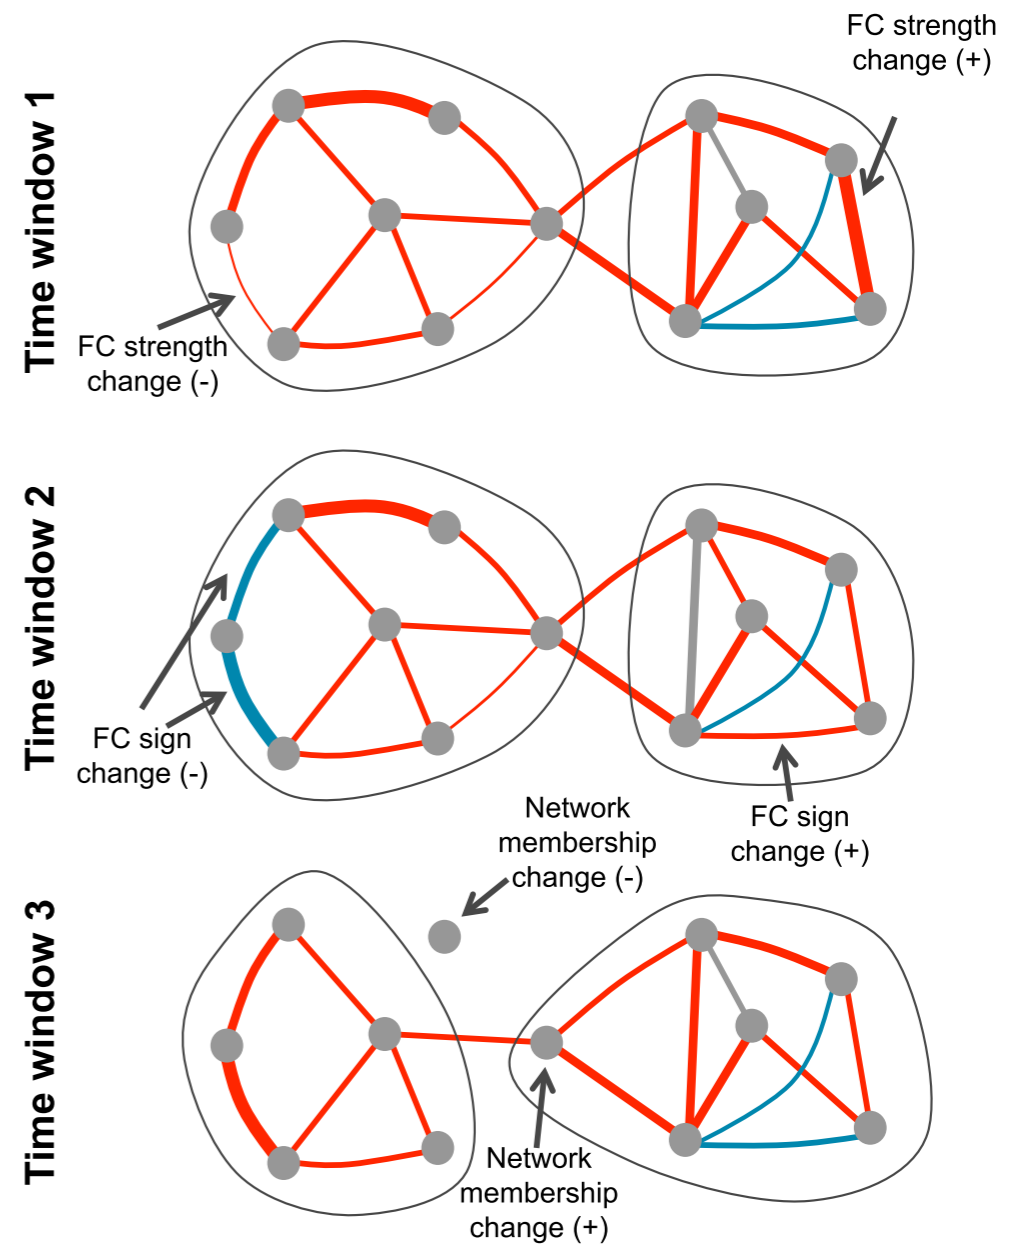 Time window 1
FC strength
change (+)
FC strength
change (-)
Time window 2
FC sign
change (-)
FC sign
change (+)
Time window 3
Network
membership
change (-)
Network
membership
change (+)